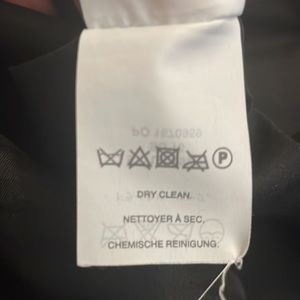 P
DRY CLEAN.
NETTOYER À SEC.
CHEMISCHE REINIGUNG.